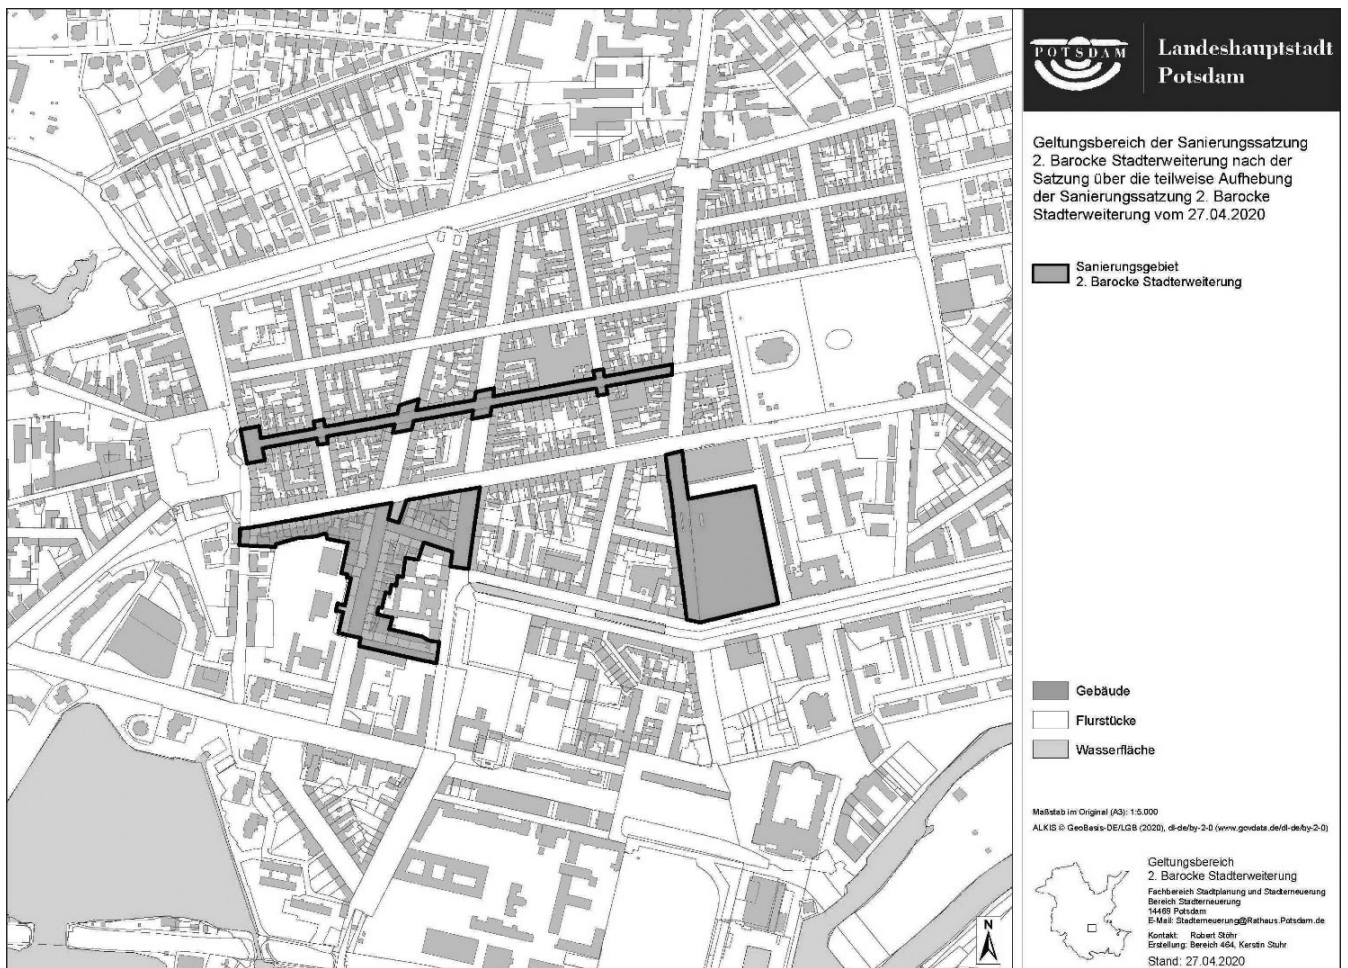 POTSDAM
Landeshauptstadt
Potsdam
Geltungsbereich der Sanierungssatzung
2. Barocke Stadterweiterung nach der
Satzung über die teilweise Aufhebung
der Sanierungssatzung 2. Barocke
Stadterweiterung vom 27.04.2020
Sanierungsgebiet
2. Barocke Stadterweiterung
Gebäude
Flurstücke
Wasserfläche
Maßstab im Original (A3): 1:5.000
ALKIS © GeoBasis-DE/LGB (2020), dl-de/by-2-0 (www.govdata.de/dl-de/by-2-0)
Geltungsbereich
2. Barocke Stadterweiterung
Fachbereich Stadtplanung und Stadterneuerung
Bereich Stadterneuerung
14469 Potsdam
E-Mail: Stadterneuerung@Rathaus.Potsdam.de
Kontakt: Robert Stöhr
Erstellung: Bereich 464, Kerstin Stuhr
Stand: 27.04.2020
N